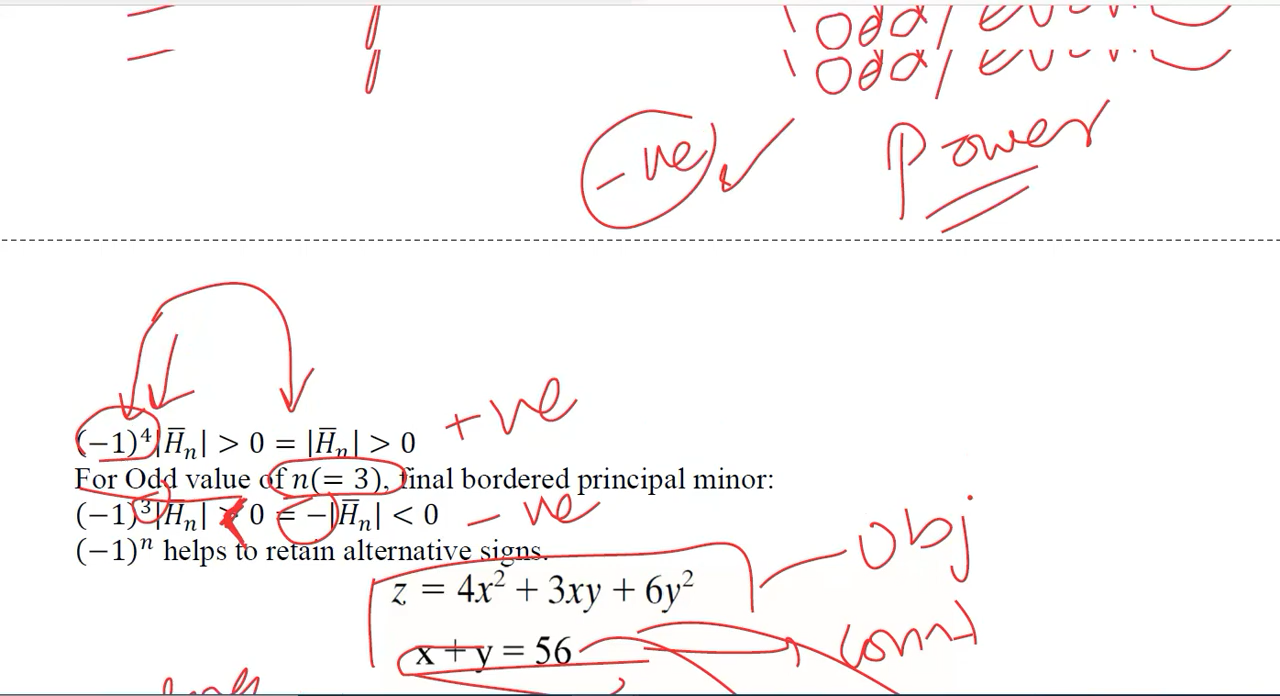 odd/even
odd/even
-ve
Power
(−1)⁴|H̅ₙ| > 0 = |H̅ₙ| > 0
+ve
For Odd value of n(= 3), final bordered principal minor:
(−1)³|H̅ₙ| < 0 = −|H̅ₙ| < 0
-ve
(−1)ⁿ helps to retain alternative signs.
Obj
z = 4x² + 3xy + 6y²
x + y = 56